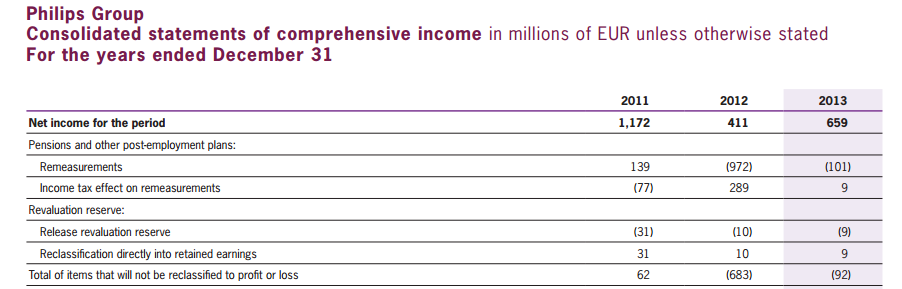 Philips Group
Consolidated statements of comprehensive income in millions of EUR unless otherwise stated
For the years ended December 31
2011 2012 2013
Net income for the period 1,172 411 659
Pensions and other post-employment plans:
Remeasurements 139 (972) (101)
Income tax effect on remeasurements (77) 289 9
Revaluation reserve:
Release revaluation reserve (31) (10) (9)
Reclassification directly into retained earnings 31 10 9
Total of items that will not be reclassified to profit or loss 62 (683) (92)